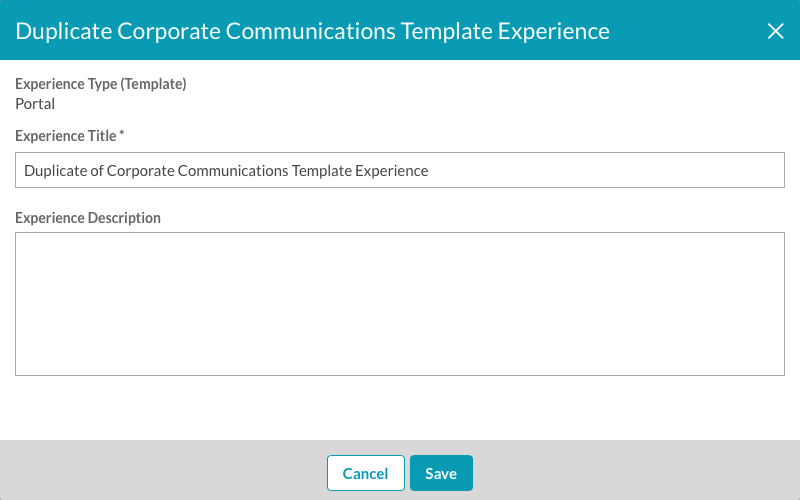 Duplicate Corporate Communications Template Experience
Experience Type (Template)
Portal
Experience Title *
Duplicate of Corporate Communications Template Experience
Experience Description
Cancel Save